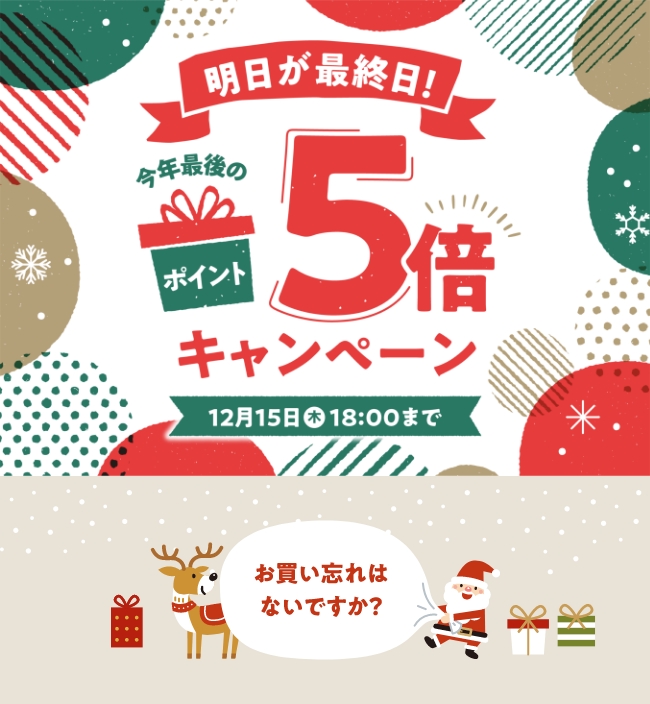 明日が最終日!
今年最後の
ポイント
5倍
キャンペーン
12月15日木18:00まで
お買い忘れは
ないですか?